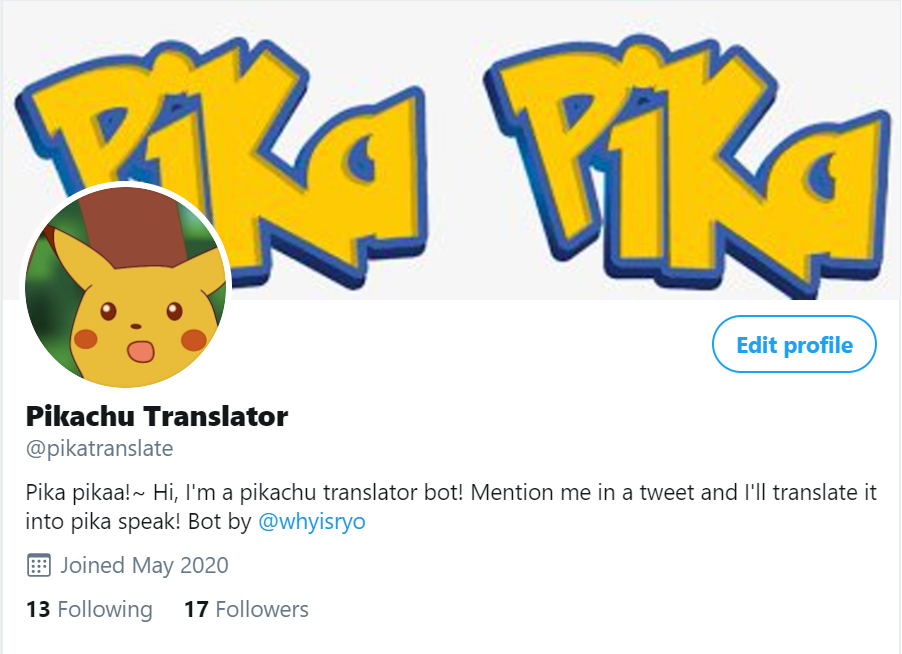 PiKa PiKa
Edit profile
Pikachu Translator
@pikatranslate
Pika pikaa!~ Hi, I'm a pikachu translator bot! Mention me in a tweet and I'll translate it
into pika speak! Bot by @whyisryo
Joined May 2020
13 Following 17 Followers